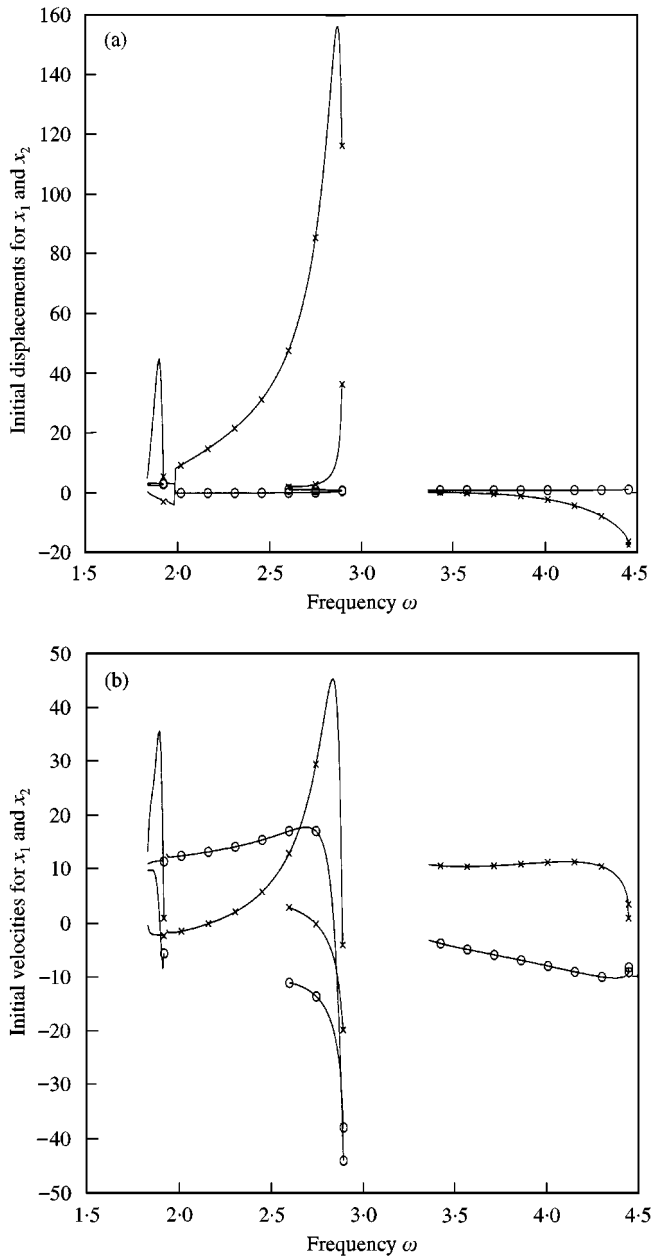 (a)
160
140
120
100
80
60
40
20
0
−20
Initial displacements for x₁ and x₂
1·5 2·0 2·5 3·0 3·5 4·0 4·5
Frequency ω
(b)
50
40
30
20
10
0
−10
−20
−30
−40
−50
Initial velocities for x₁ and x₂
1·5 2·0 2·5 3·0 3·5 4·0 4·5
Frequency ω